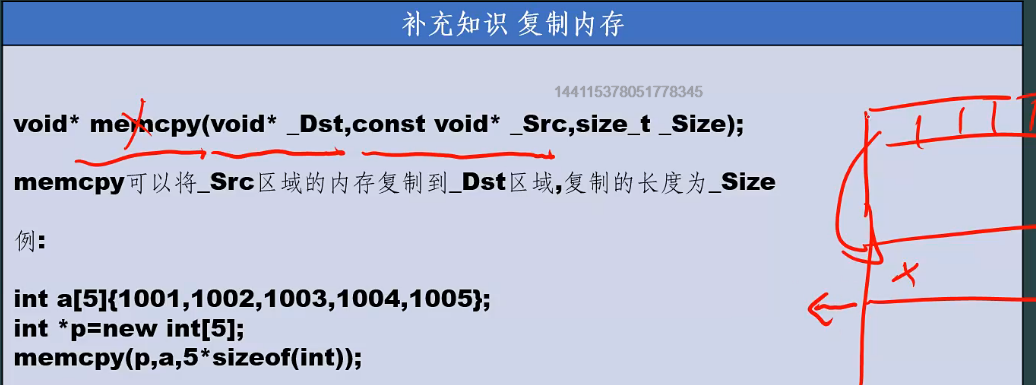 补充知识 复制内存
144115378051778345
void* memcpy(void* _Dst,const void* _Src,size_t _Size);
memcpy可以将_Src区域的内存复制到_Dst区域,复制的长度为_Size
例:
int a[5]{1001,1002,1003,1004,1005};
int *p=new int[5];
memcpy(p,a,5*sizeof(int));